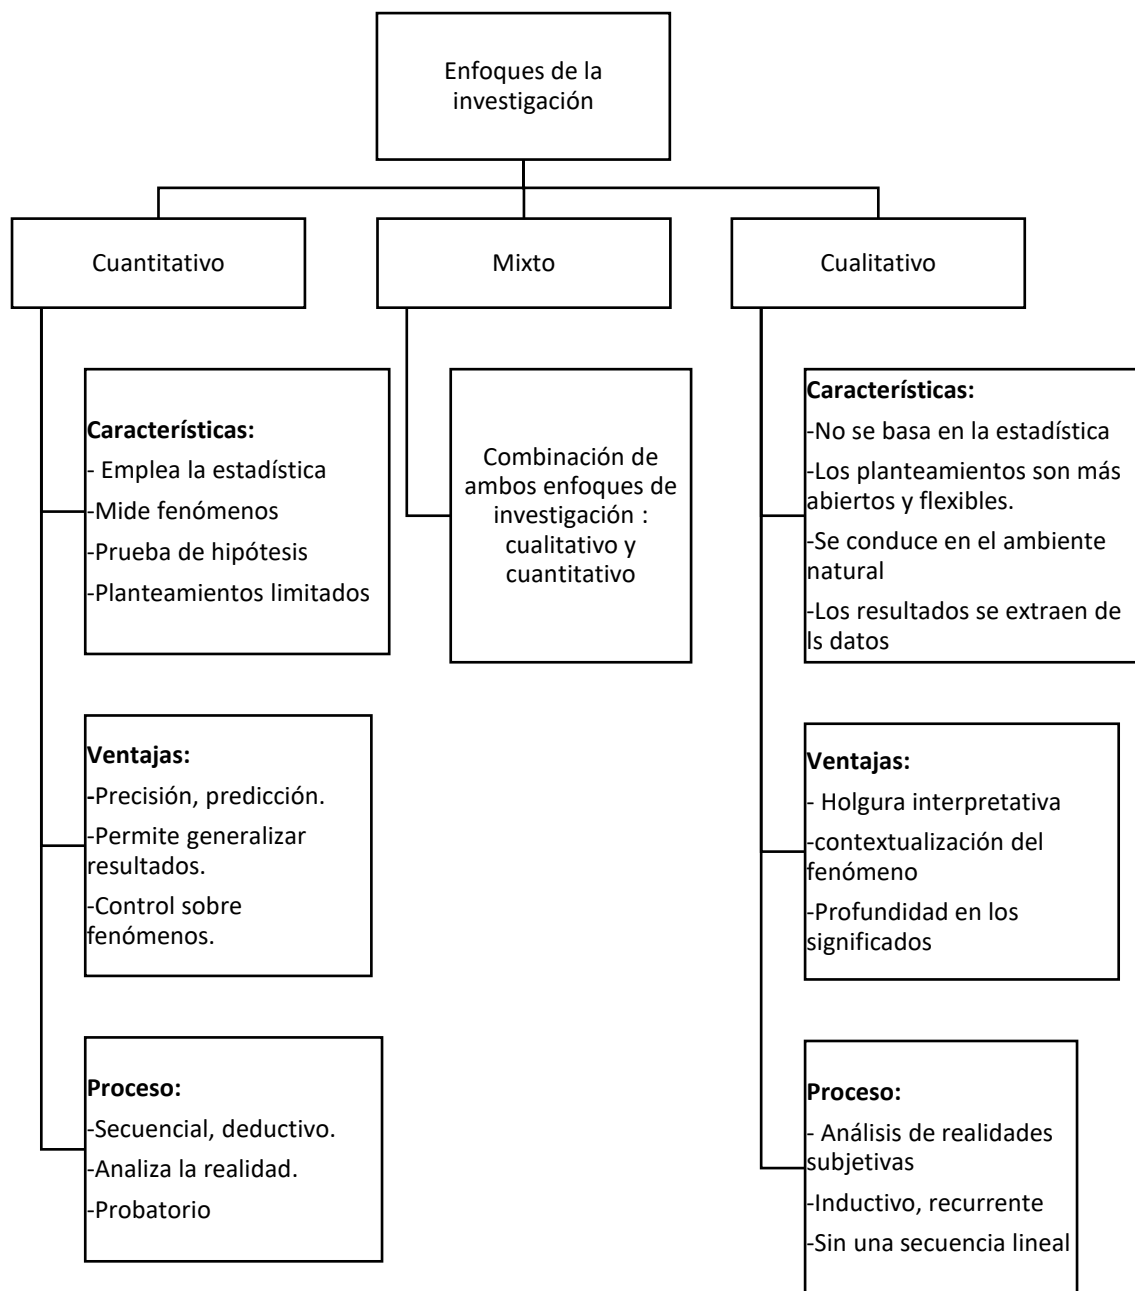 Enfoques de la
investigación
Cuantitativo
Mixto
Cualitativo
Características:
- Emplea la estadística
-Mide fenómenos
-Prueba de hipótesis
-Planteamientos limitados
Ventajas:
-Precisión, predicción.
-Permite generalizar
resultados.
-Control sobre
fenómenos.
Proceso:
-Secuencial, deductivo.
-Analiza la realidad.
-Probatorio
Combinación de
ambos enfoques de
investigación :
cualitativo y
cuantitativo
Características:
-No se basa en la estadística
-Los planteamientos son más
abiertos y flexibles.
-Se conduce en el ambiente
natural
-Los resultados se extraen de
ls datos
Ventajas:
- Holgura interpretativa
-contextualización del
fenómeno
-Profundidad en los
significados
Proceso:
- Análisis de realidades
subjetivas
-Inductivo, recurrente
-Sin una secuencia lineal